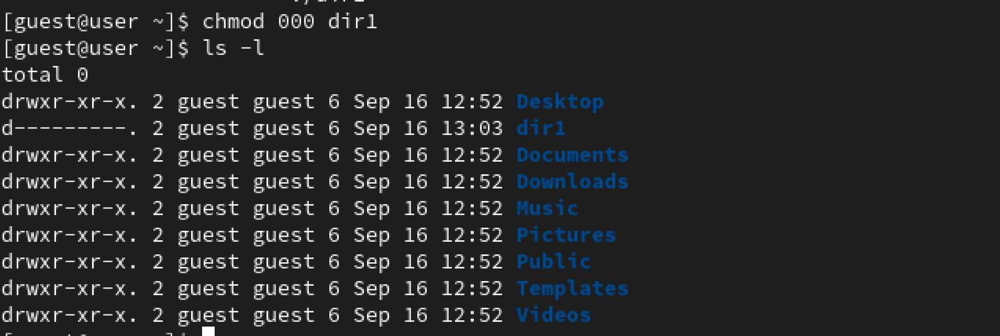 [guest@user ~]$ chmod 000 dir1
[guest@user ~]$ ls -l
total 0
drwxr-xr-x. 2 guest guest 6 Sep 16 12:52 Desktop
d---------. 2 guest guest 6 Sep 16 13:03 dir1
drwxr-xr-x. 2 guest guest 6 Sep 16 12:52 Documents
drwxr-xr-x. 2 guest guest 6 Sep 16 12:52 Downloads
drwxr-xr-x. 2 guest guest 6 Sep 16 12:52 Music
drwxr-xr-x. 2 guest guest 6 Sep 16 12:52 Pictures
drwxr-xr-x. 2 guest guest 6 Sep 16 12:52 Public
drwxr-xr-x. 2 guest guest 6 Sep 16 12:52 Templates
drwxr-xr-x. 2 guest guest 6 Sep 16 12:52 Videos